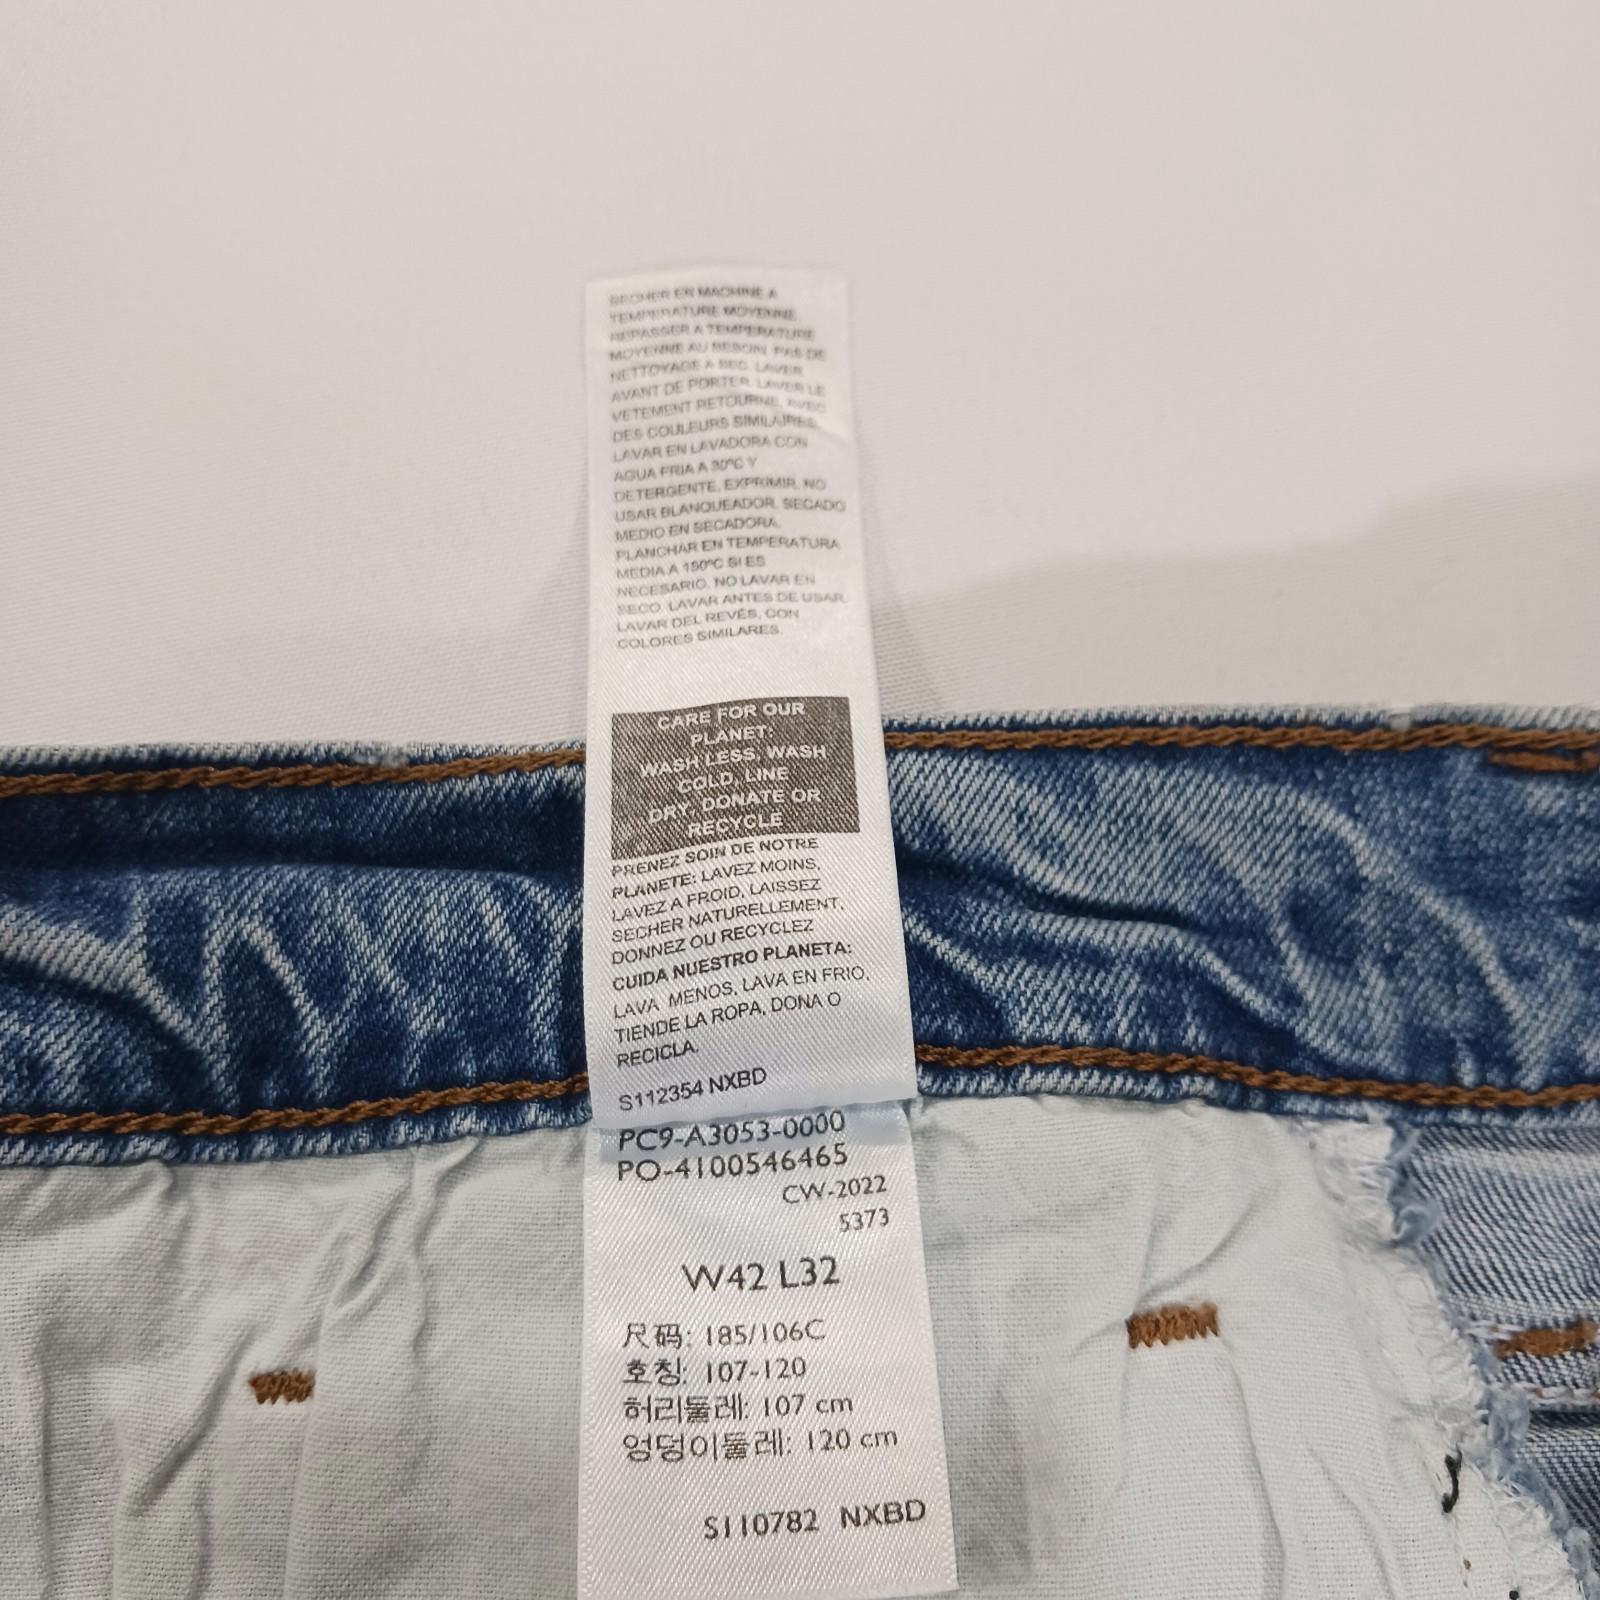 SECHER EN MACHINE A
TEMPERATURE MOYENNE.
REPASSER A TEMPERATURE
MOYENNE AU BESOIN. PAS DE
NETTOYAGE A SEC. LAVER
AVANT DE PORTER. LAVER LE
VETEMENT RETOURNE, AVEC
DES COULEURS SIMILAIRES.
LAVAR EN LAVADORA CON
AGUA FRIA A 30ºC Y
DETERGENTE, EXPRIMIR, NO
USAR BLANQUEADOR, SECADO
MEDIO EN SECADORA,
PLANCHAR EN TEMPERATURA
MEDIA A 150ºC SI ES
NECESARIO. NO LAVAR EN
SECO. LAVAR ANTES DE USAR.
LAVAR DEL REVÉS, CON
COLORES SIMILARES.
CARE FOR OUR
PLANET:
WASH LESS, WASH
COLD, LINE
DRY, DONATE OR
RECYCLE
PRENEZ SOIN DE NOTRE
PLANETE: LAVEZ MOINS,
LAVEZ A FROID, LAISSEZ
SECHER NATURELLEMENT,
DONNEZ OU RECYCLEZ
CUIDA NUESTRO PLANETA:
LAVA MENOS, LAVA EN FRIO,
TIENDE LA ROPA, DONA O
RECICLA.
S112354 NXBD
PC9-A3053-0000
PO-4100546465
CW-2022
5373
W42 L32
尺码: 185/106C
호칭: 107-120
허리둘레: 107 cm
엉덩이둘레: 120 cm
S110782 NXBD